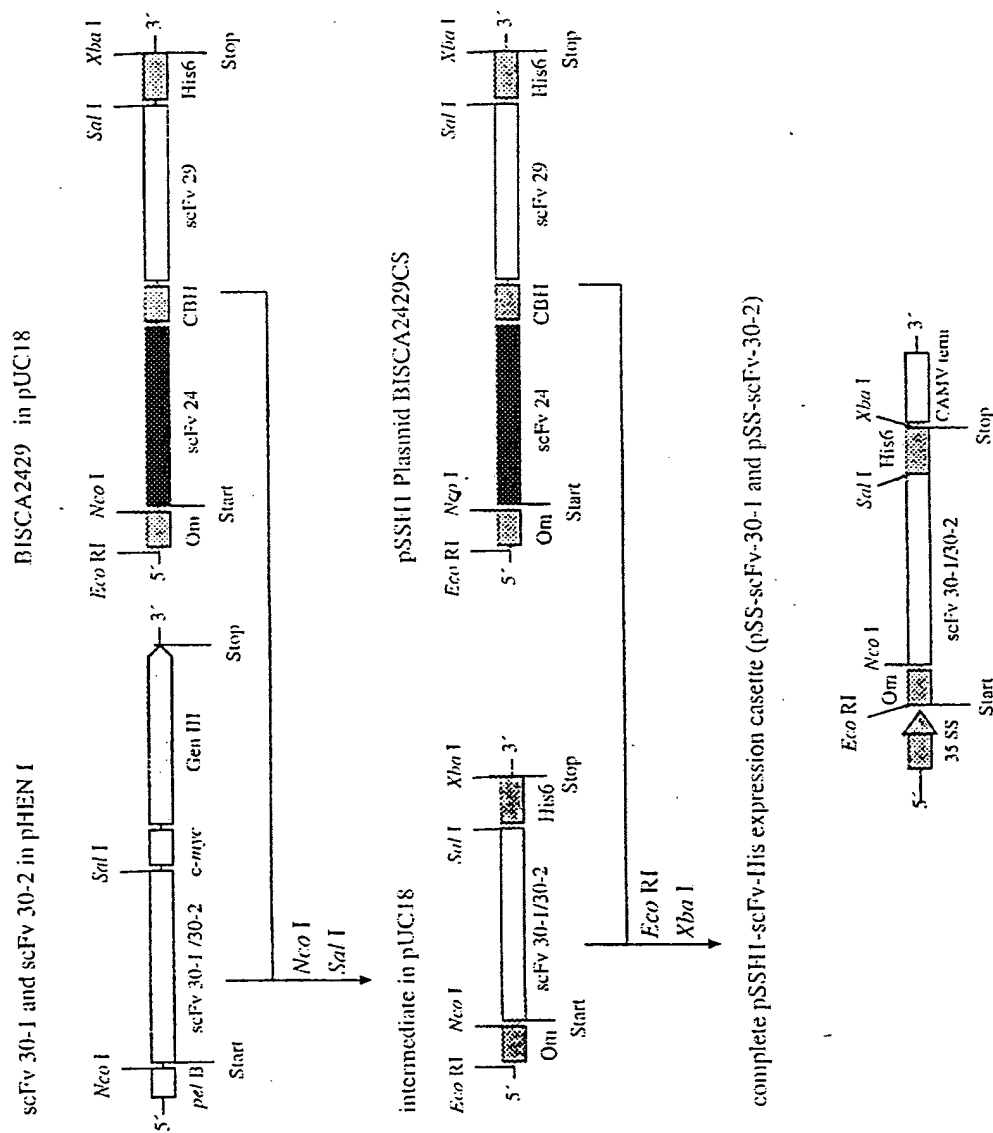 scFv 30-1 and scFv 30-2 in pHEN I
Nco I
Sal I
5´
3´
pel B
scFv 30-1 /30-2
c-myc
Gen III
Start
Stop
BISCA2429 in pUC18
Eco RI
Nco I
Sal I
Xba I
5´
3´
Om
scFv 24
CBH
scFv 29
His6
Start
Stop
Nco I
Sal I
intermediate in pUC18
Eco RI
Nco I
Sal I
Xba I
5´
3´
Om
scFv 30-1/30-2
His6
Start
Stop
pSSH1 Plasmid BISCA2429CS
Eco RI
Nco I
Sal I
Xba I
5´
3´
Om
scFv 24
CBH
scFv 29
His6
Start
Stop
Eco RI
Xba I
complete pSSH1-scFv-His expression casette (pSS-scFv-30-1 and pSS-scFv-30-2)
Eco RI
Om
Nco I
Sal I
His6
Xba I
5´
3´
35 SS
scFv 30-1/30-2
CAMV term
Start
Stop